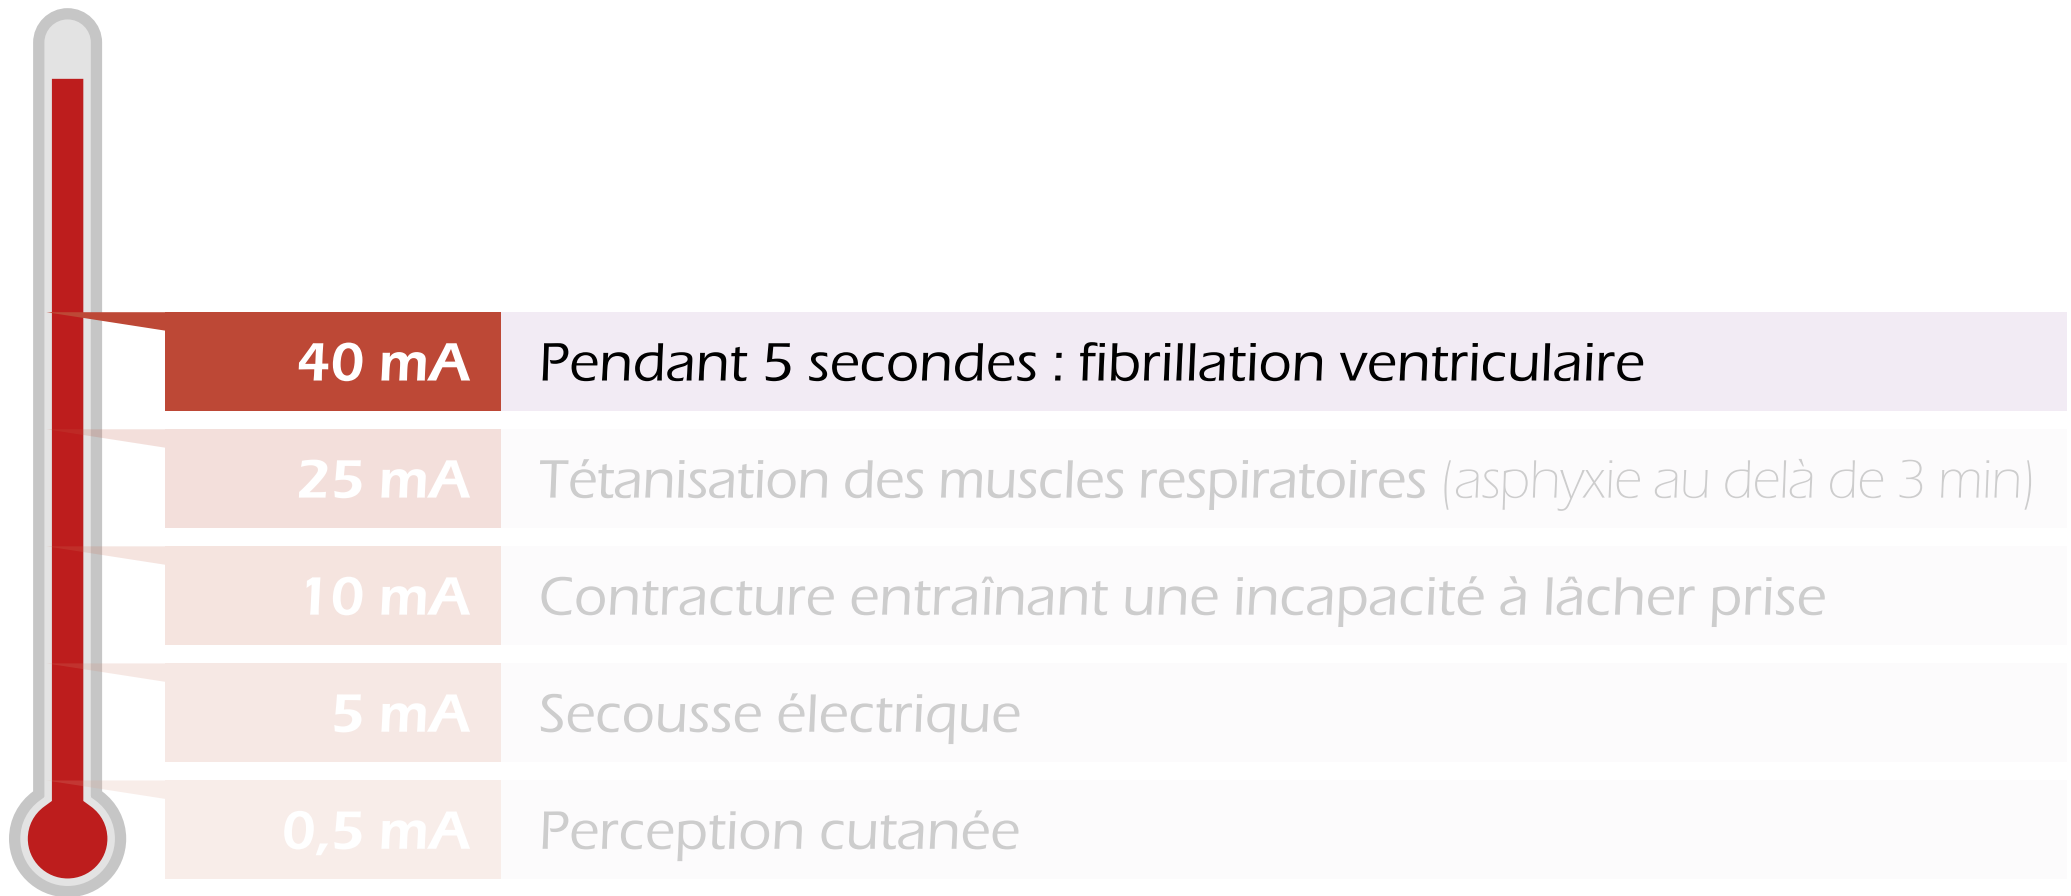 40 mA Pendant 5 secondes : fibrillation ventriculaire
25 mA Tétanisation des muscles respiratoires (asphyxie au delà de 3 min)
10 mA Contracture entraînant une incapacité à lâcher prise
5 mA Secousse électrique
0,5 mA Perception cutanée